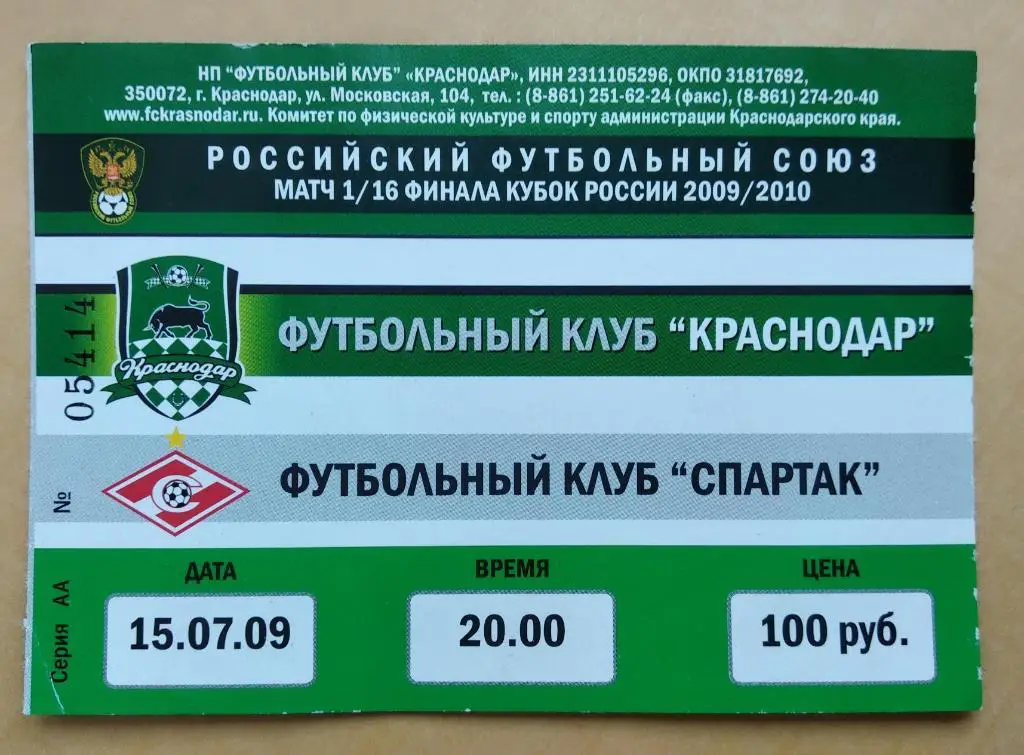 НП “ФУТБОЛЬНЫЙ КЛУБ” «КРАСНОДАР», ИНН 2311105296, ОКПО 31817692,
350072, г. Краснодар, ул. Московская, 104, тел. : (8-861) 251-62-24 (факс), (8-861) 274-20-40
www.fckrasnodar.ru. Комитет по физической культуре и спорту администрации Краснодарского края.
РОССИЙСКИЙ ФУТБОЛЬНЫЙ СОЮЗ
МАТЧ 1/16 ФИНАЛА КУБОК РОССИИ 2009/2010
Краснодар
ФУТБОЛЬНЫЙ КЛУБ “КРАСНОДАР”
С
ФУТБОЛЬНЫЙ КЛУБ “СПАРТАК”
Серия АА № 05414
ДАТА ВРЕМЯ ЦЕНА
15.07.09 20.00 100 руб.